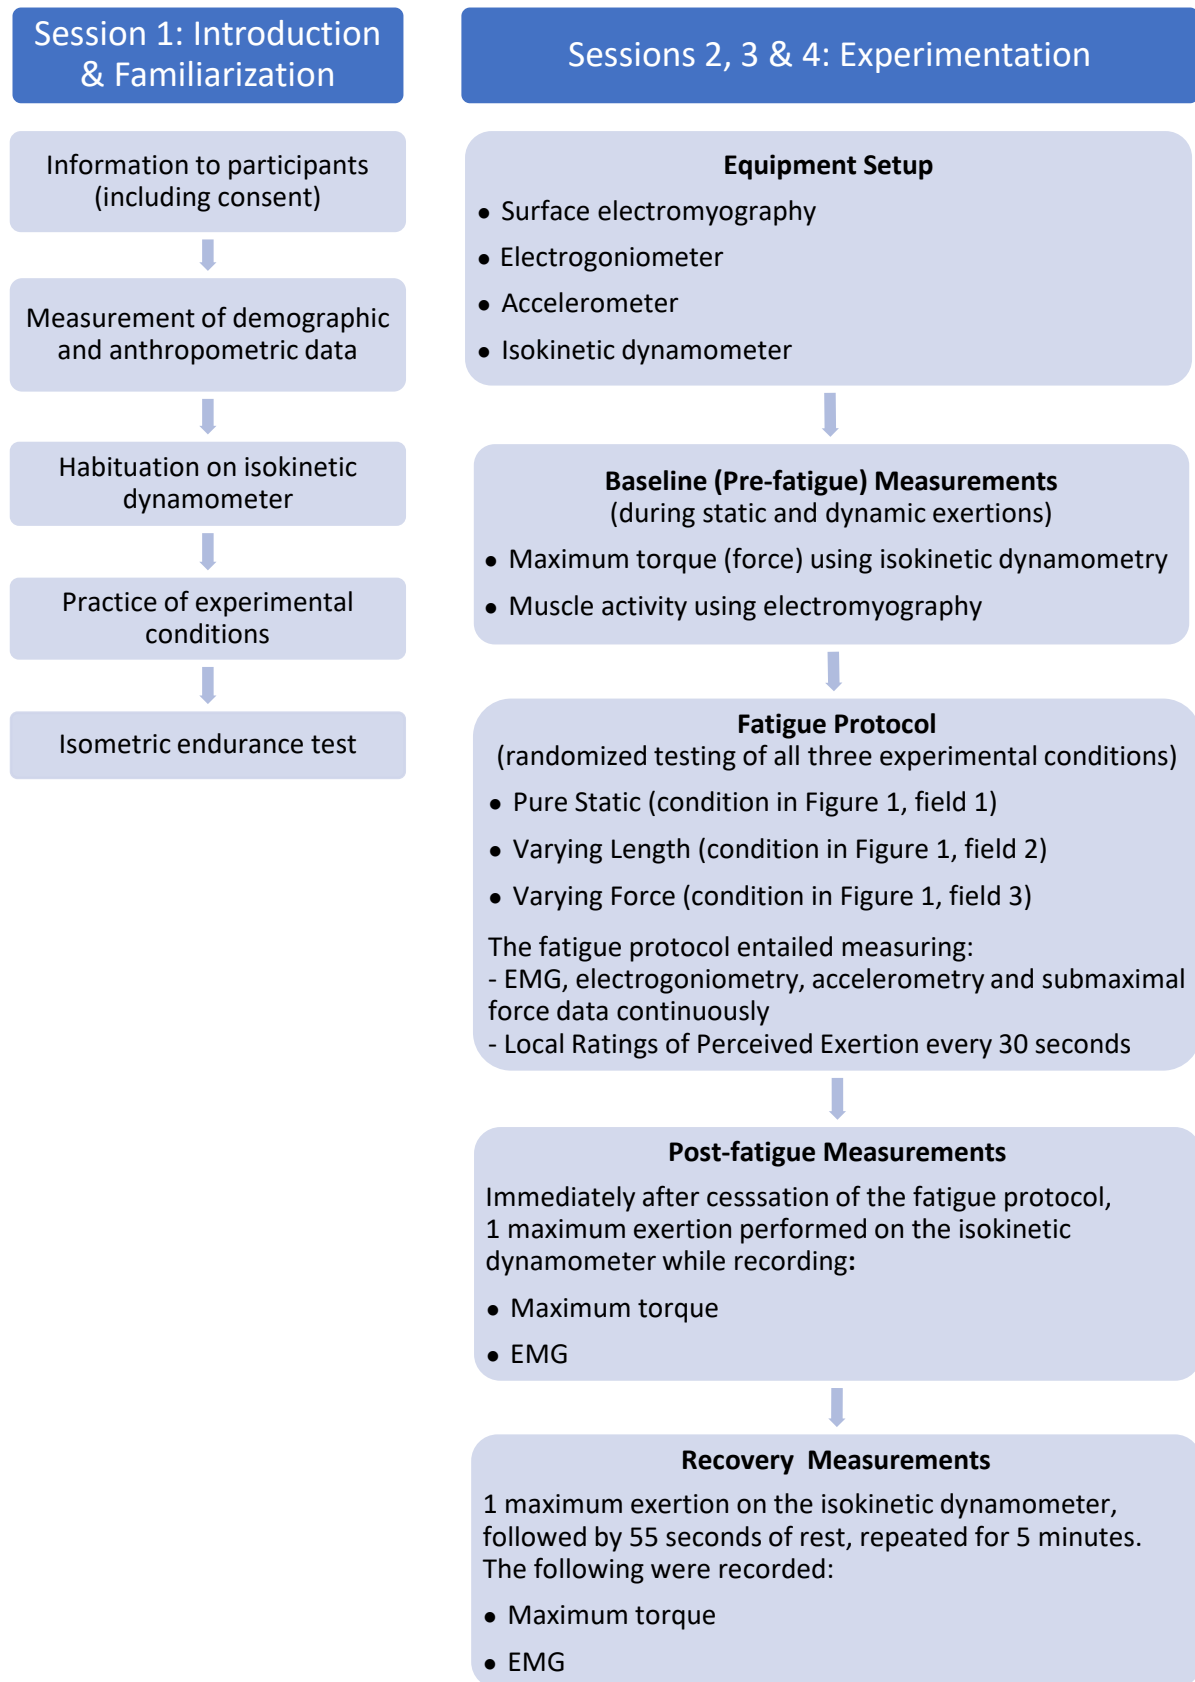 Session 1: Introduction
& Familiarization
Information to participants
(including consent)
Measurement of demographic
and anthropometric data
Habituation on isokinetic
dynamometer
Practice of experimental
conditions
Isometric endurance test
Sessions 2, 3 & 4: Experimentation
Equipment Setup
• Surface electromyography
• Electrogoniometer
• Accelerometer
• Isokinetic dynamometer
Baseline (Pre-fatigue) Measurements
(during static and dynamic exertions)
• Maximum torque (force) using isokinetic dynamometry
• Muscle activity using electromyography
Fatigue Protocol
(randomized testing of all three experimental conditions)
• Pure Static (condition in Figure 1, field 1)
• Varying Length (condition in Figure 1, field 2)
• Varying Force (condition in Figure 1, field 3)
The fatigue protocol entailed measuring:
- EMG, electrogoniometry, accelerometry and submaximal
force data continuously
- Local Ratings of Perceived Exertion every 30 seconds
Post-fatigue Measurements
Immediately after cesssation of the fatigue protocol,
1 maximum exertion performed on the isokinetic
dynamometer while recording:
• Maximum torque
• EMG
Recovery Measurements
1 maximum exertion on the isokinetic dynamometer,
followed by 55 seconds of rest, repeated for 5 minutes.
The following were recorded:
• Maximum torque
• EMG